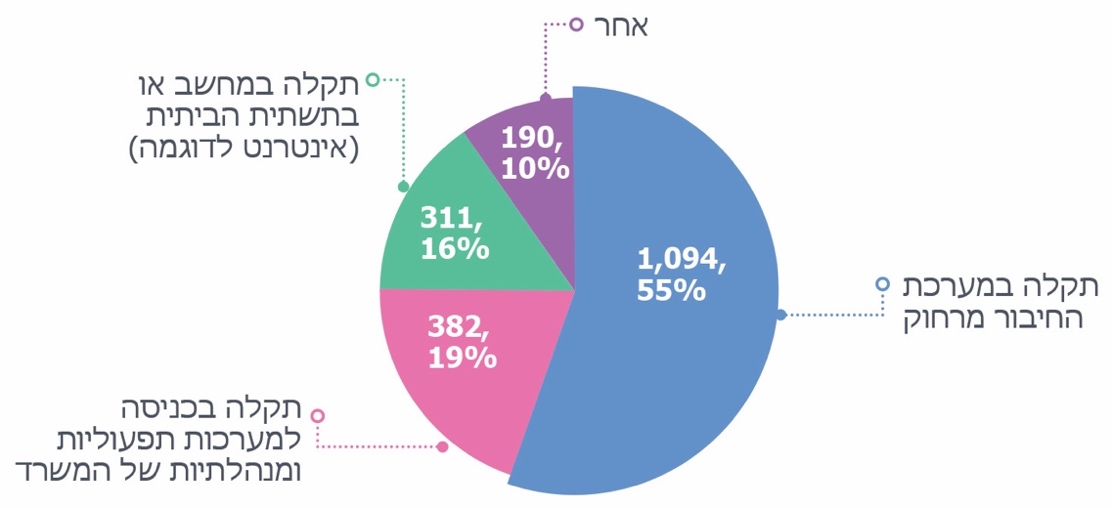 אחר
190,
10%
תקלה במחשב או
בתשתית הביתית
(אינטרנט לדוגמה)
311,
16%
1,094,
55%
תקלה במערכת
החיבור מרחוק
382,
19%
תקלה בכניסה
למערכות תפעוליות
ומנהלתיות של המשרד